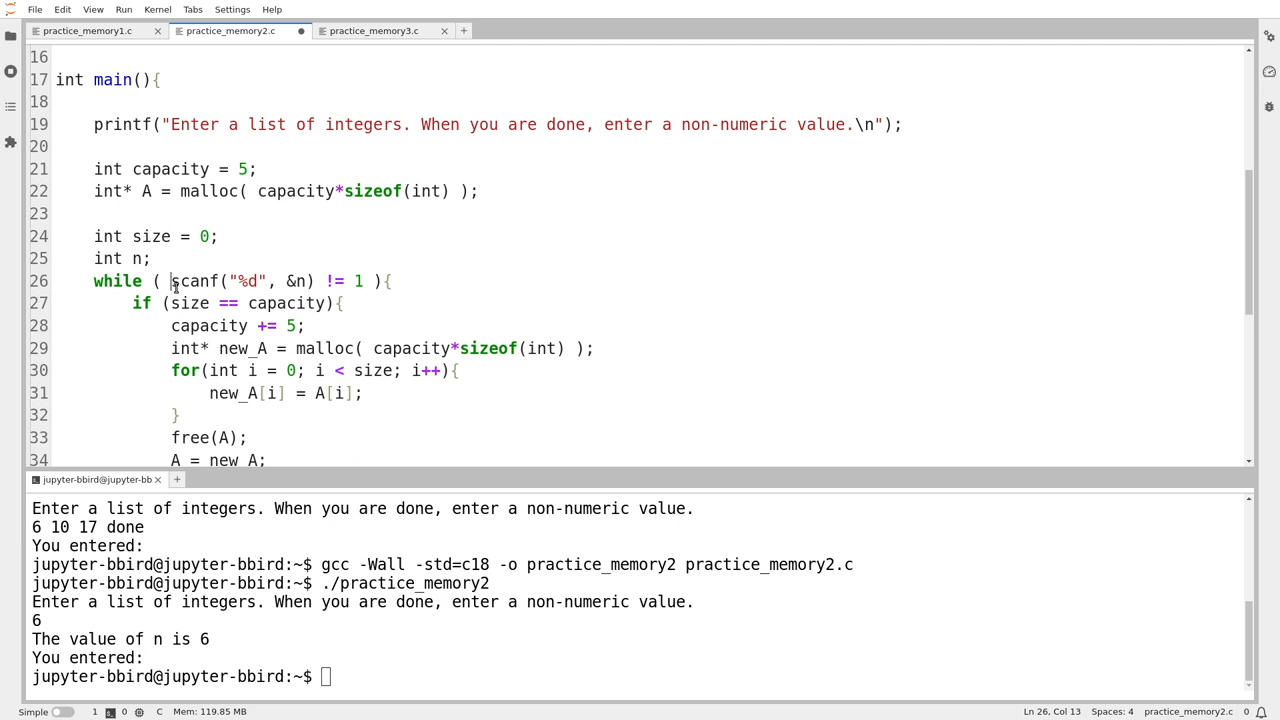 File Edit View Run Kernel Tabs Settings Help
practice_memory1.c practice_memory2.c practice_memory3.c
16
17 int main(){
18
19 printf("Enter a list of integers. When you are done, enter a non-numeric value.\n");
20
21 int capacity = 5;
22 int* A = malloc( capacity*sizeof(int) );
23
24 int size = 0;
25 int n;
26 while ( scanf("%d", &n) != 1 ){
27 if (size == capacity){
28 capacity += 5;
29 int* new_A = malloc( capacity*sizeof(int) );
30 for(int i = 0; i < size; i++){
31 new_A[i] = A[i];
32 }
33 free(A);
34 A = new_A;
jupyter-bbird@jupyter-bb
Enter a list of integers. When you are done, enter a non-numeric value.
6 10 17 done
You entered:
jupyter-bbird@jupyter-bbird:~$ gcc -Wall -std=c18 -o practice_memory2 practice_memory2.c
jupyter-bbird@jupyter-bbird:~$ ./practice_memory2
Enter a list of integers. When you are done, enter a non-numeric value.
6
The value of n is 6
You entered:
jupyter-bbird@jupyter-bbird:~$
Simple 1 0 C Mem: 119.85 MB Ln 26, Col 13 Spaces: 4 practice_memory2.c 0